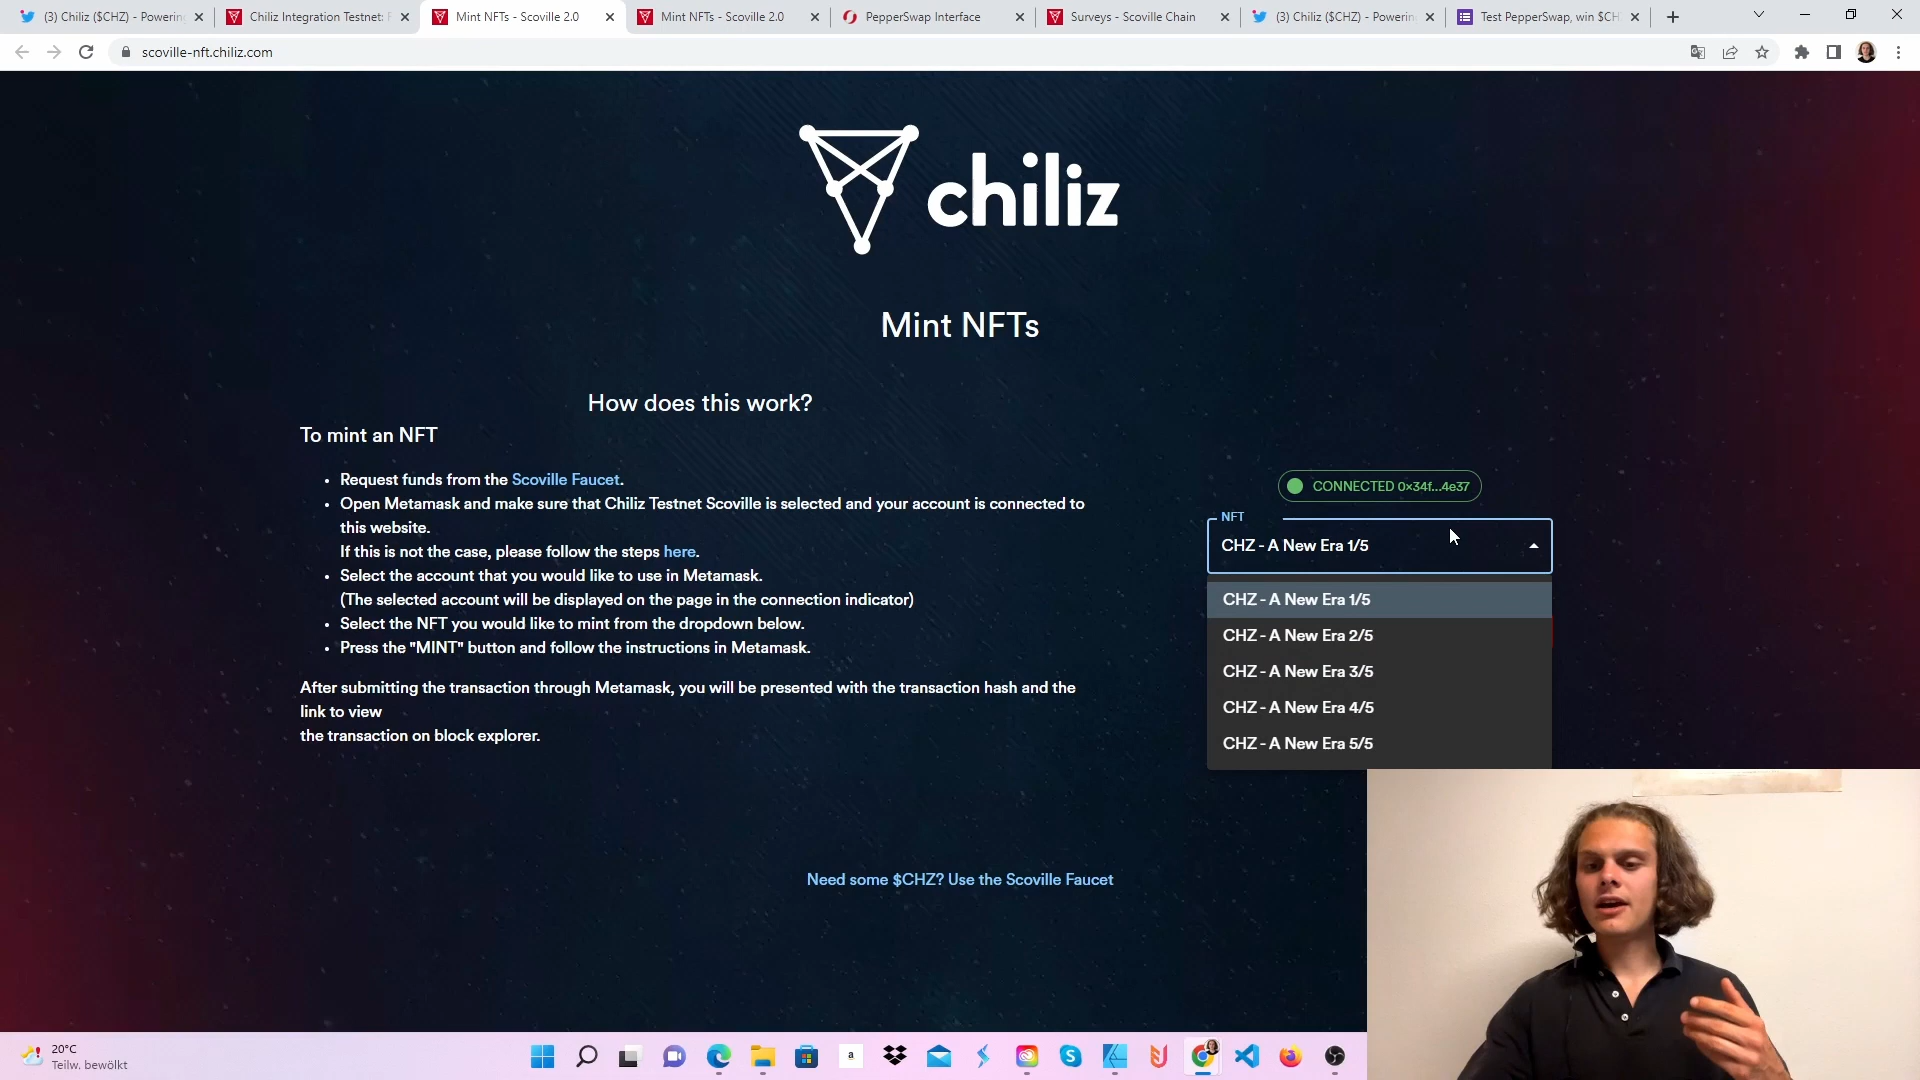 (3) Chiliz ($CHZ) - Powering
Chiliz Integration Testnet: F
Mint NFTs - Scoville 2.0
Mint NFTs - Scoville 2.0
PepperSwap Interface
Surveys - Scoville Chain
(3) Chiliz ($CHZ) - Powering
Test PepperSwap, win $CH
scoville-nft.chiliz.com
chiliz
Mint NFTs
How does this work?
To mint an NFT
• Request funds from the Scoville Faucet.
• Open Metamask and make sure that Chiliz Testnet Scoville is selected and your account is connected to
this website.
If this is not the case, please follow the steps here.
• Select the account that you would like to use in Metamask.
(The selected account will be displayed on the page in the connection indicator)
• Select the NFT you would like to mint from the dropdown below.
• Press the "MINT" button and follow the instructions in Metamask.
After submitting the transaction through Metamask, you will be presented with the transaction hash and the
link to view
the transaction on block explorer.
CONNECTED 0x34f...4e37
NFT
CHZ - A New Era 1/5
CHZ - A New Era 1/5
CHZ - A New Era 2/5
CHZ - A New Era 3/5
CHZ - A New Era 4/5
CHZ - A New Era 5/5
Need some $CHZ? Use the Scoville Faucet
20°C
Teilw. bewölkt
a